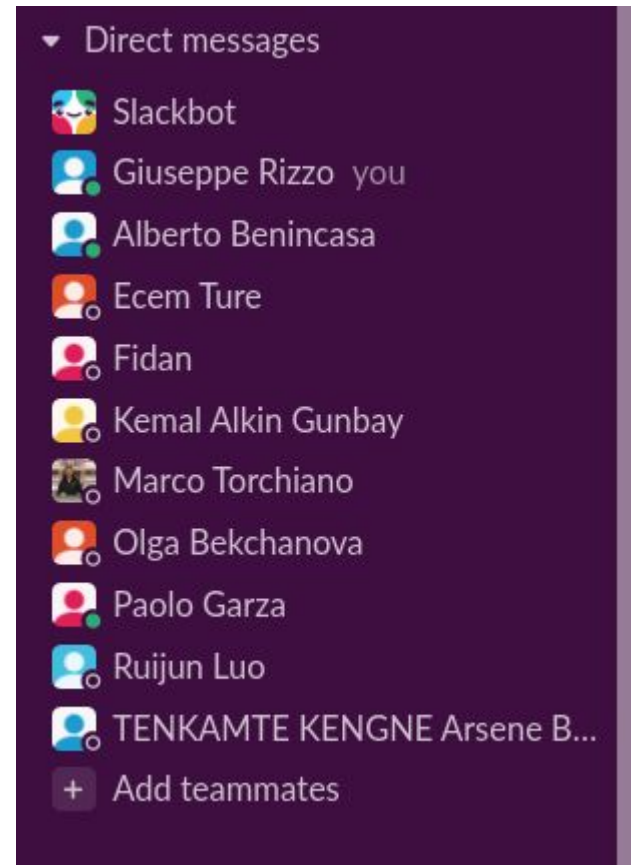 Direct messages
Slackbot
Giuseppe Rizzo you
Alberto Benincasa
Ecem Ture
Fidan
Kemal Alkin Gunbay
Marco Torchiano
Olga Bekchanova
Paolo Garza
Ruijun Luo
TENKAMTE KENGNE Arsene B...
+ Add teammates